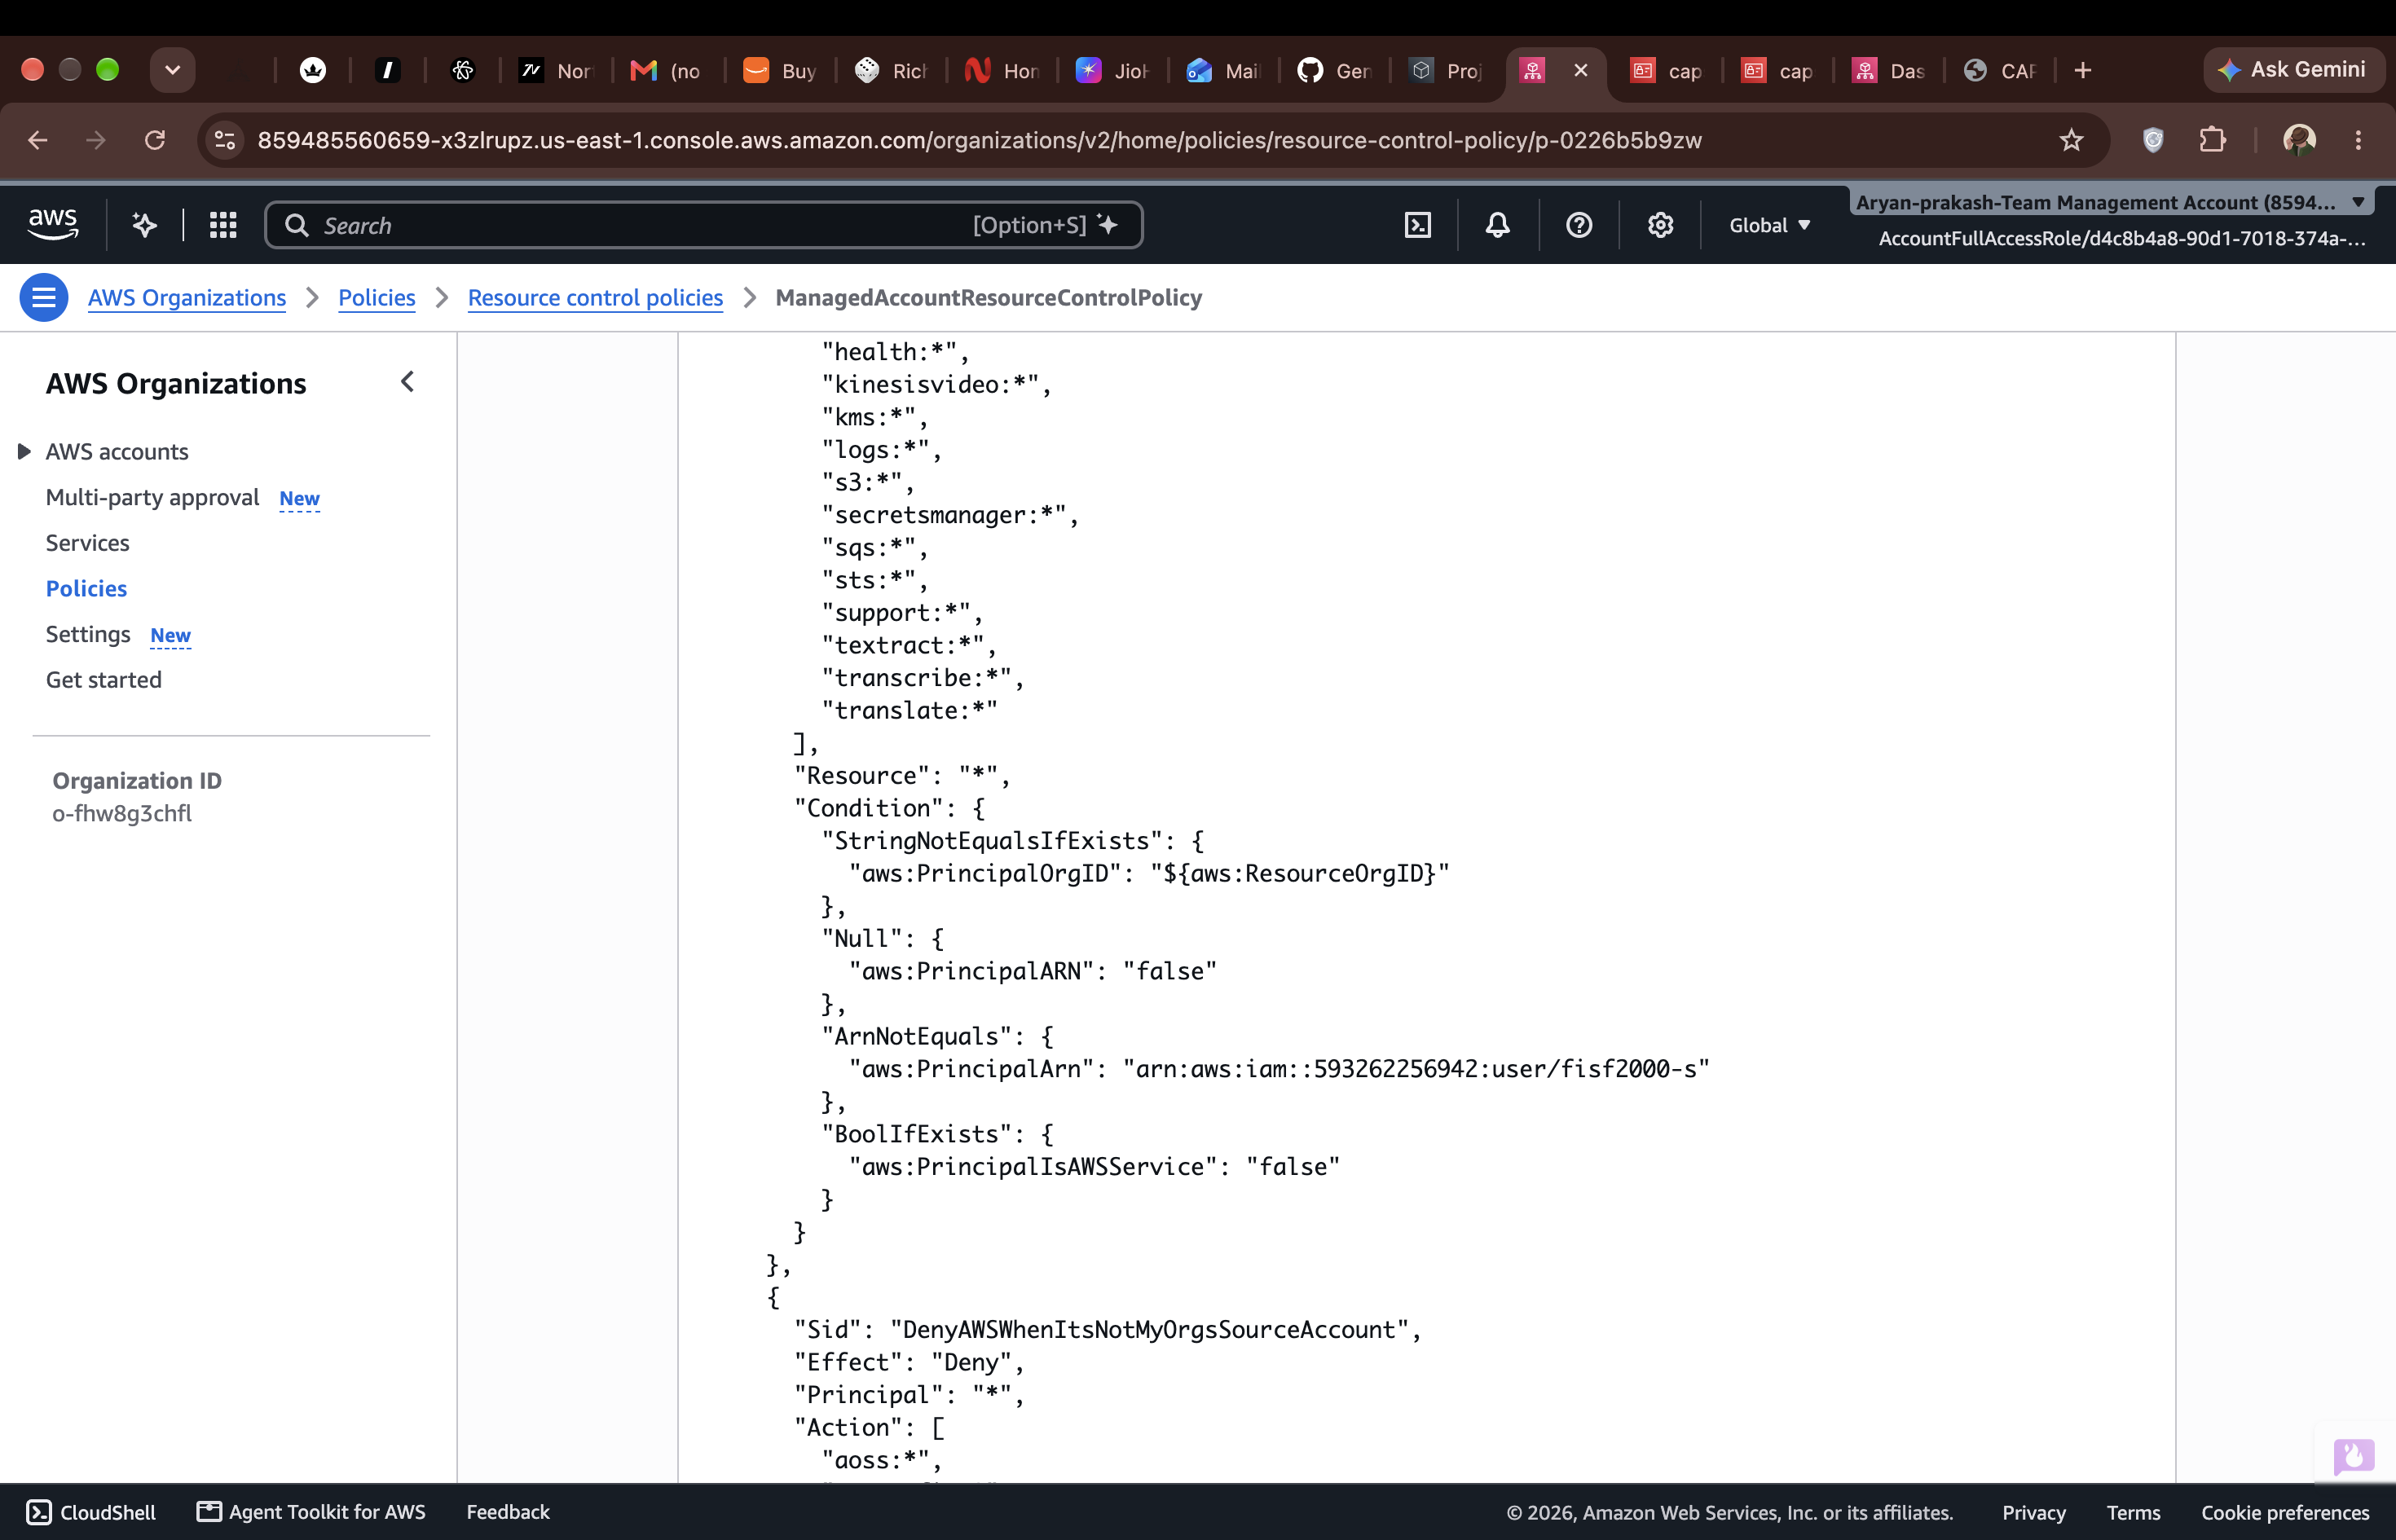 Nor
(no
Buy
Rich
Hon
JioH
Mail
Gen
Proj
cap
cap
Das
CAP
Ask Gemini
859485560659-x3zlrupz.us-east-1.console.aws.amazon.com/organizations/v2/home/policies/resource-control-policy/p-0226b5b9zw
aws
Search
[Option+S]
Global
Aryan-prakash-Team Management Account (8594...
AccountFullAccessRole/d4c8b4a8-90d1-7018-374a-...
AWS Organizations
Policies
Resource control policies
ManagedAccountResourceControlPolicy
AWS Organizations
AWS accounts
Multi-party approval New
Services
Policies
Settings New
Get started
Organization ID
o-fhw8g3chfl
"health:*",
"kinesisvideo:*",
"kms:*",
"logs:*",
"s3:*",
"secretsmanager:*",
"sqs:*",
"sts:*",
"support:*",
"textract:*",
"transcribe:*",
"translate:*"
],
"Resource": "*",
"Condition": {
"StringNotEqualsIfExists": {
"aws:PrincipalOrgID": "${aws:ResourceOrgID}"
},
"Null": {
"aws:PrincipalARN": "false"
},
"ArnNotEquals": {
"aws:PrincipalArn": "arn:aws:iam::593262256942:user/fisf2000-s"
},
"BoolIfExists": {
"aws:PrincipalIsAWSService": "false"
}
}
},
{
"Sid": "DenyAWSWhenItsNotMyOrgsSourceAccount",
"Effect": "Deny",
"Principal": "*",
"Action": [
"aoss:*",
CloudShell
Agent Toolkit for AWS
Feedback
© 2026, Amazon Web Services, Inc. or its affiliates.
Privacy
Terms
Cookie preferences